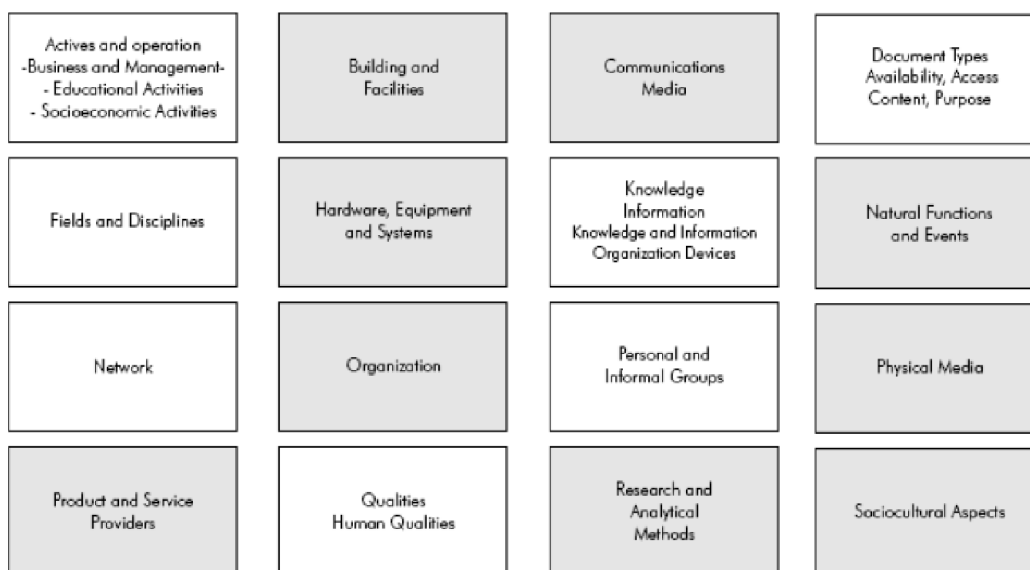 Actives and operation
-Business and Management-
- Educational Activities
- Socioeconomic Activities
Building and
Facilities
Communications
Media
Document Types
Availability, Access
Content, Purpose
Fields and Disciplines
Hardware, Equipment
and Systems
Knowledge
Information
Knowledge and Information
Organization Devices
Natural Functions
and Events
Network
Organization
Personal and
Informal Groups
Physical Media
Product and Service
Providers
Qualities
Human Qualities
Research and
Analytical
Methods
Sociocultural Aspects